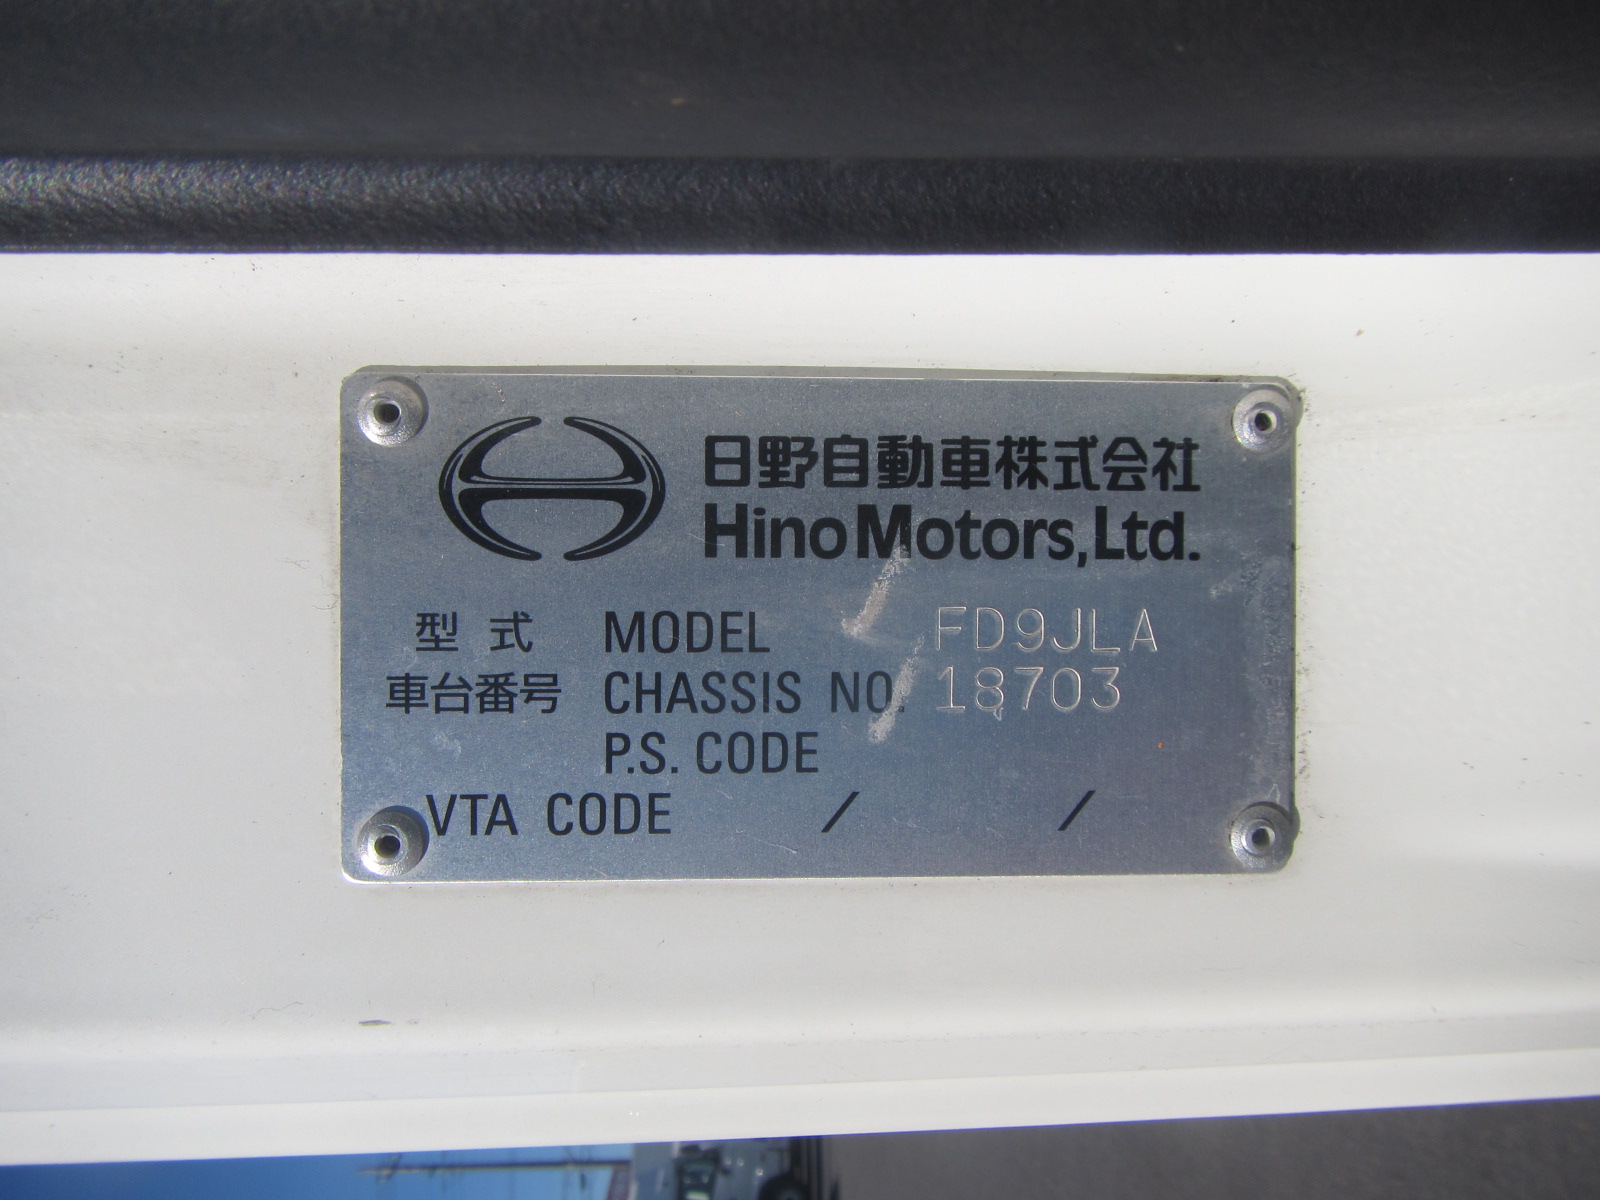 日野自動車株式会社
Hino Motors, Ltd.
型式 MODEL FD9JLA
車台番号 CHASSIS NO. 18703
P.S. CODE
VTA CODE / /